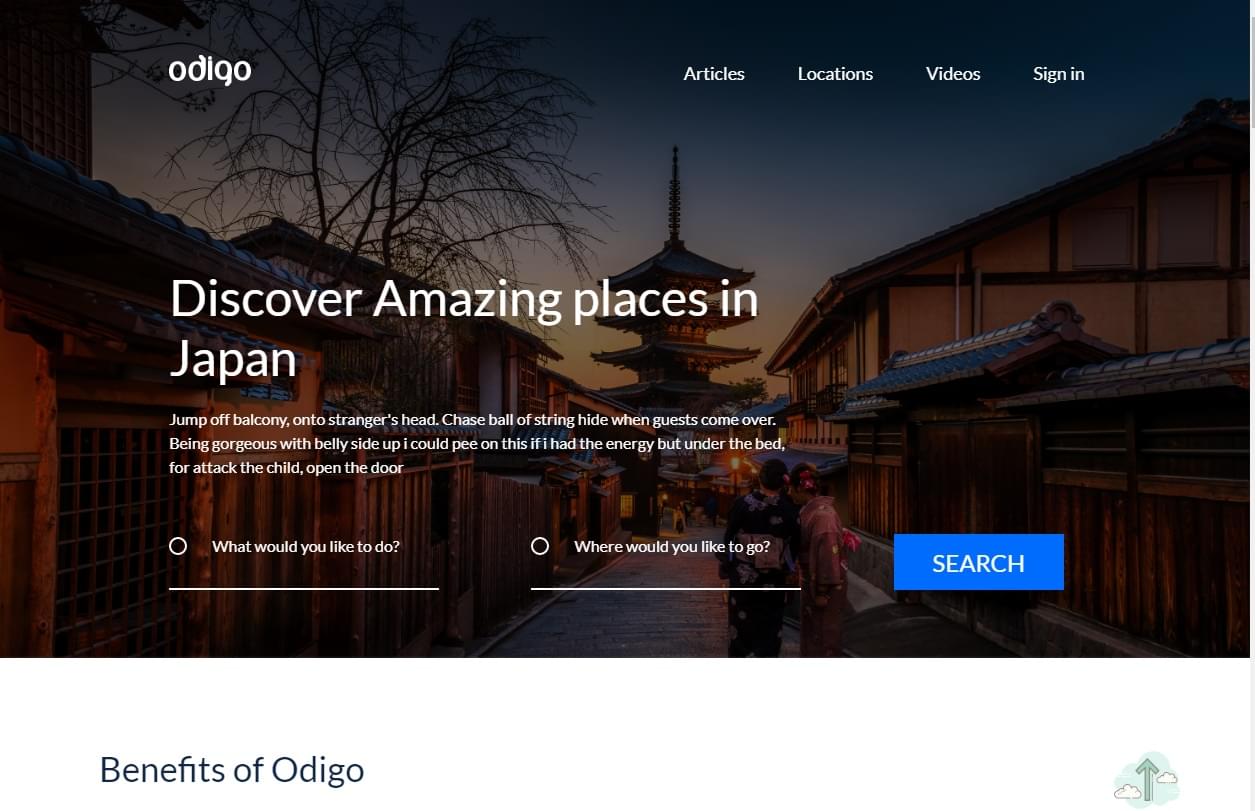 odigo
Articles
Locations
Videos
Sign in
Discover Amazing places in
Japan
Jump off balcony, onto stranger's head. Chase ball of string hide when guests come over.
Being gorgeous with belly side up i could pee on this if i had the energy but under the bed,
for attack the child, open the door
What would you like to do?
Where would you like to go?
SEARCH
Benefits of Odigo